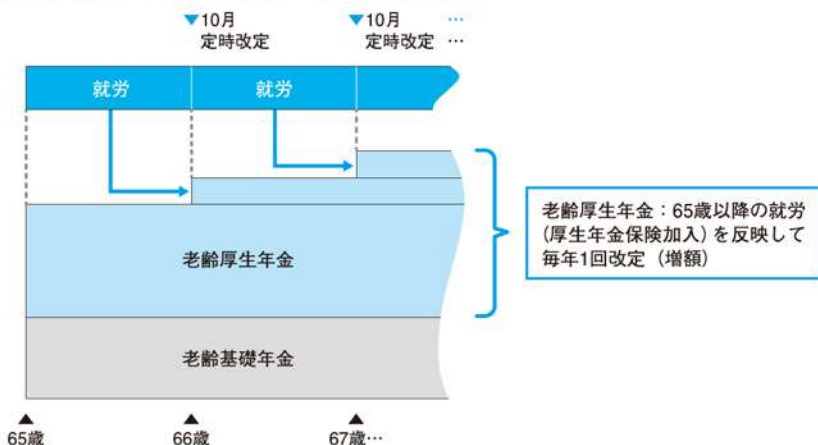 ▼10月 ▼10月 …
定時改定 定時改定 …
就労 就労
老齢厚生年金
老齢厚生年金：65歳以降の就労
（厚生年金保険加入）を反映して
毎年1回改定（増額）
老齢基礎年金
▲ ▲ ▲
65歳 66歳 67歳…